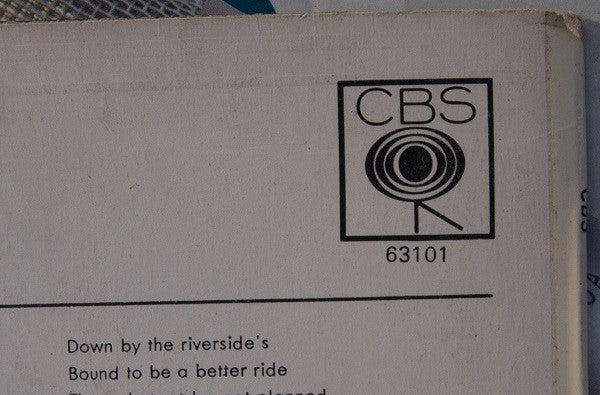 CBS
63101
Down by the riverside's
Bound to be a better ride